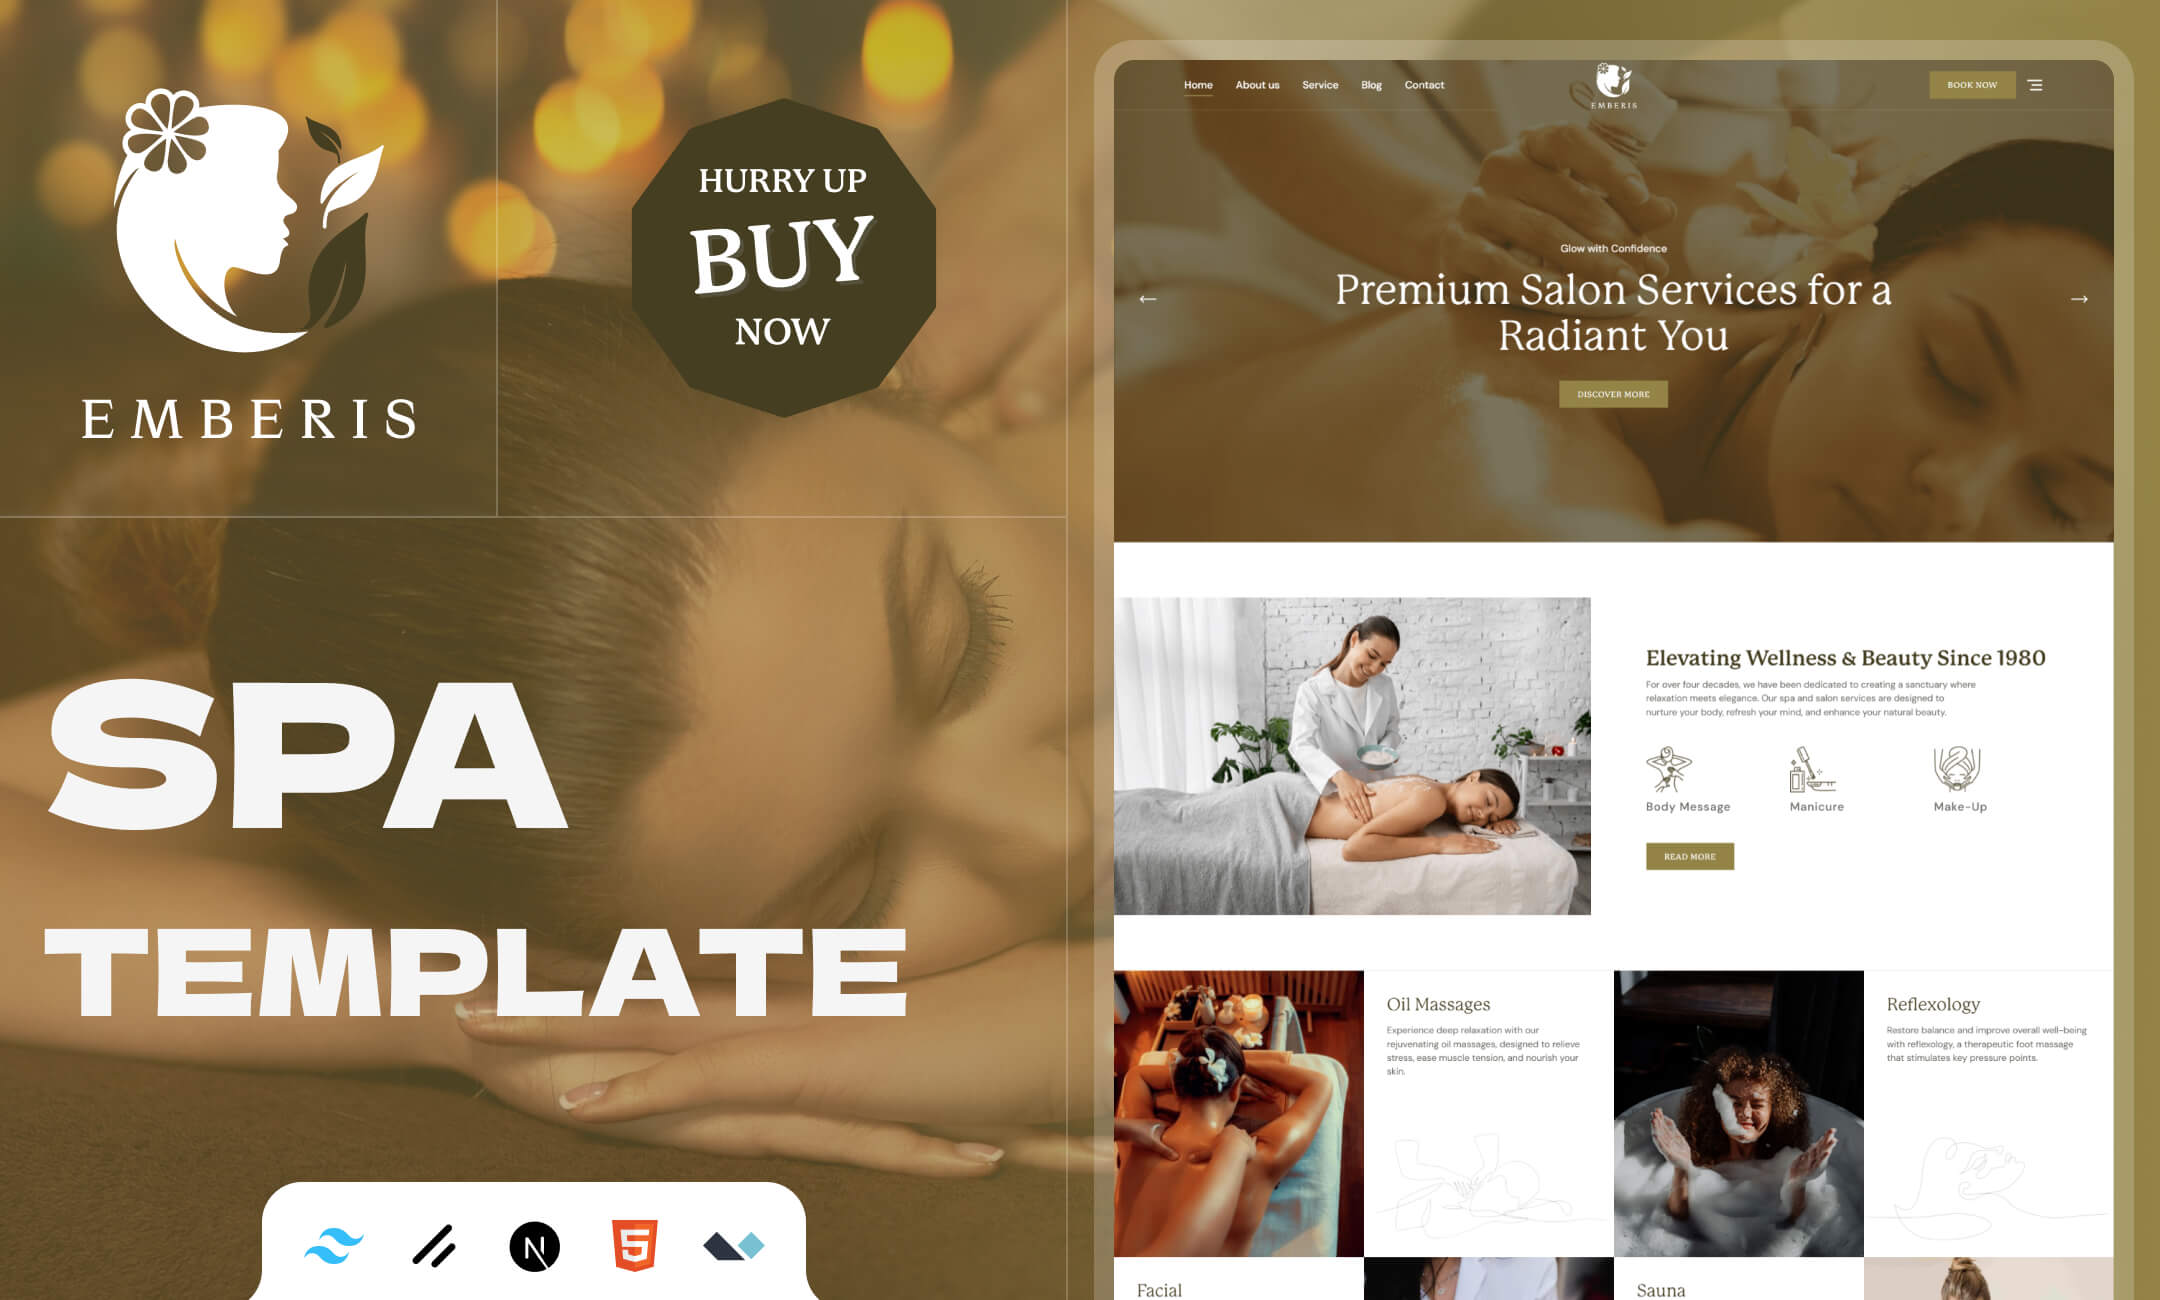 EMBERIS
HURRY UP
BUY
NOW
SPA
TEMPLATE
N
5
Home About us Service Blog Contact
EMBERIS
BOOK NOW
Glow with Confidence
Premium Salon Services for a
Radiant You
DISCOVER MORE
Elevating Wellness & Beauty Since 1980
For over four decades, we have been dedicated to creating a sanctuary where
relaxation meets elegance. Our spa and salon services are designed to
nurture your body, refresh your mind, and enhance your natural beauty.
Body Message
Manicure
Make-Up
READ MORE
Oil Massages
Experience deep relaxation with our
rejuvenating oil massages, designed to relieve
stress, ease muscle tension, and nourish your
skin.
Reflexology
Restore balance and improve overall well-being
with reflexology, a therapeutic foot massage
that stimulates key pressure points.
Facial
Sauna